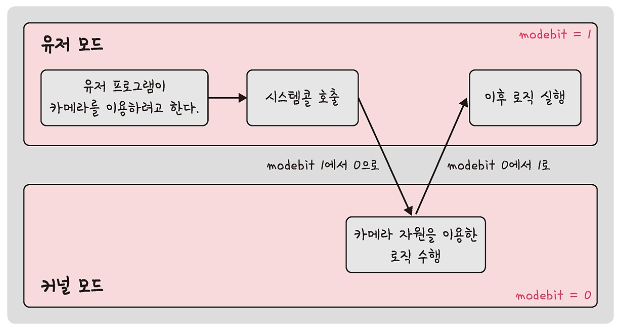 유저 모드
modebit = 1
유저 프로그램이
카메라를 이용하려고 한다.
시스템콜 호출
이후 로직 실행
modebit 1에서 0으로
modebit 0에서 1로
카메라 자원을 이용한
로직 수행
커널 모드
modebit = 0